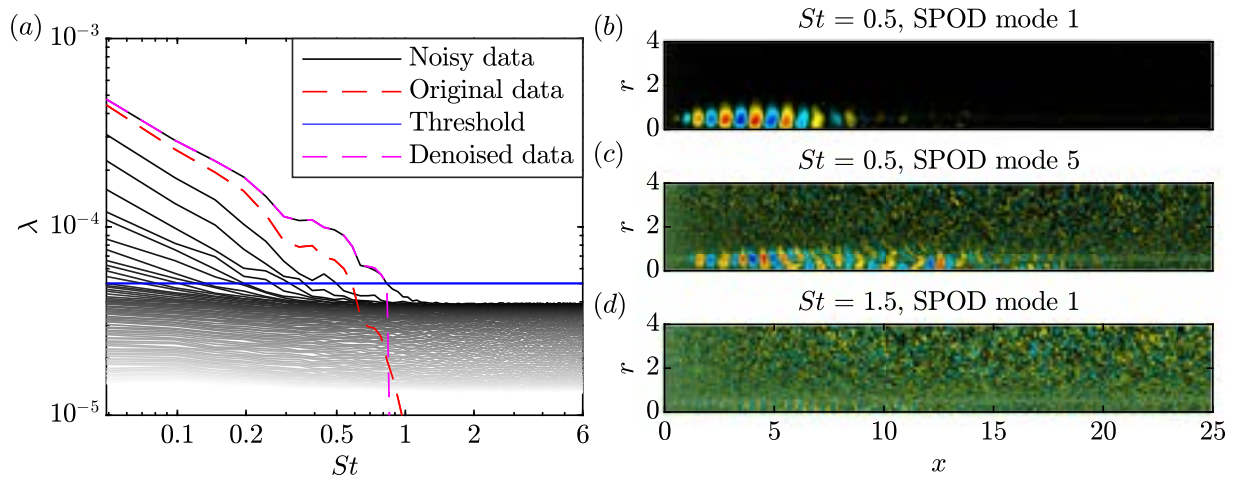 (a)
10⁻³
10⁻⁴
10⁻⁵
λ
Noisy data
Original data
Threshold
Denoised data
0.1 0.2 0.5 1 2 6
St
(b)
St = 0.5, SPOD mode 1
4
2
0
r
(c)
St = 0.5, SPOD mode 5
4
2
0
r
(d)
St = 1.5, SPOD mode 1
4
2
0
r
0 5 10 15 20 25
x